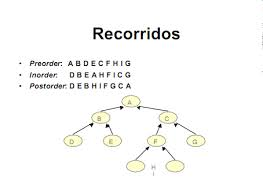 Recorridos
• Preorder: A B D E C F H I G
• Inorder: D B E A H F I C G
• Postorder: D E B H I F G C A
A
B C
D E F G
H
I